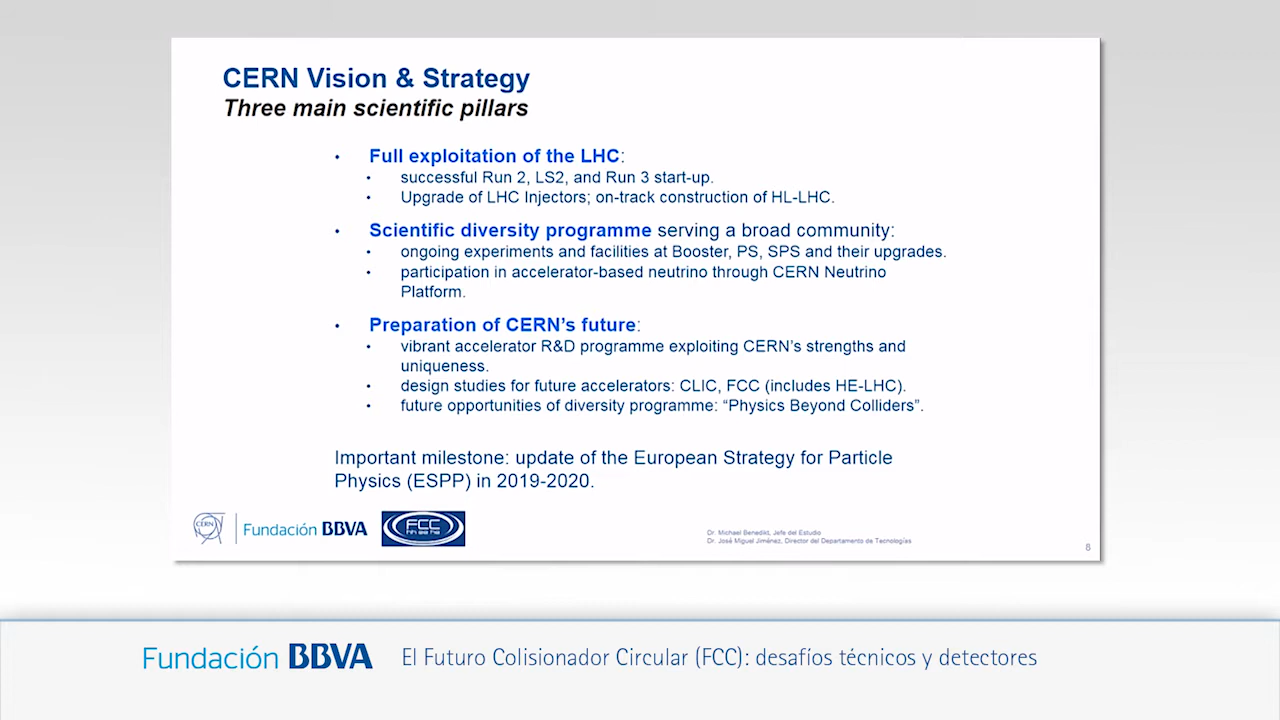 CERN Vision & Strategy
Three main scientific pillars
• Full exploitation of the LHC:
• successful Run 2, LS2, and Run 3 start-up.
• Upgrade of LHC Injectors; on-track construction of HL-LHC.
• Scientific diversity programme serving a broad community:
• ongoing experiments and facilities at Booster, PS, SPS and their upgrades.
• participation in accelerator-based neutrino through CERN Neutrino
Platform.
• Preparation of CERN’s future:
• vibrant accelerator R&D programme exploiting CERN’s strengths and
uniqueness.
• design studies for future accelerators: CLIC, FCC (includes HE-LHC).
• future opportunities of diversity programme: “Physics Beyond Colliders”.
Important milestone: update of the European Strategy for Particle
Physics (ESPP) in 2019-2020.
CERN
Fundación BBVA
FCC
hh ee he
Dr. Michael Benedikt, Jefe del Estudio
Dr. José Miguel Jiménez, Director del Departamento de Tecnologías
8
Fundación BBVA El Futuro Colisionador Circular (FCC): desafíos técnicos y detectores